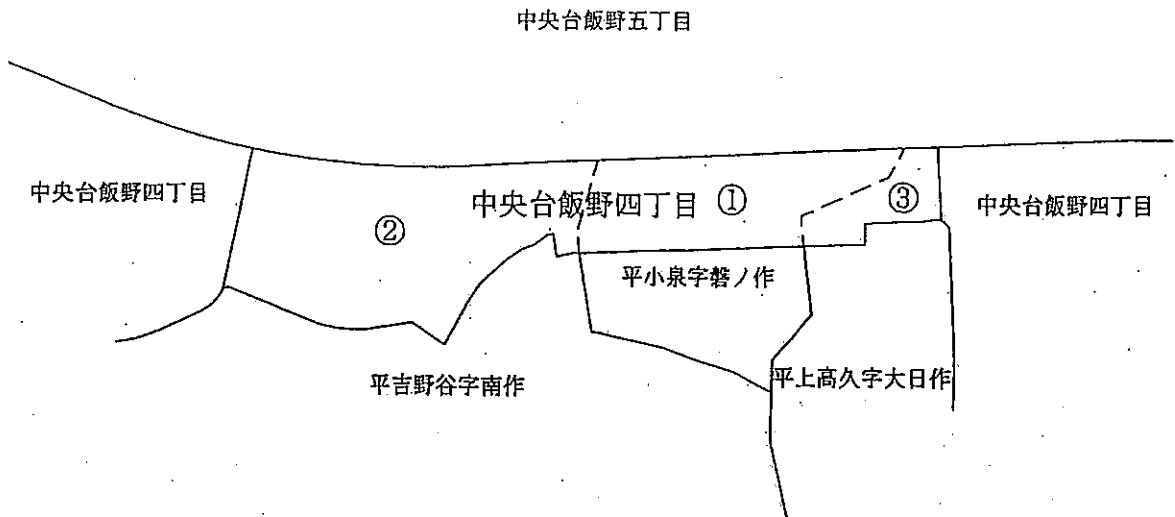 中央台飯野五丁目
中央台飯野四丁目
中央台飯野四丁目
①
②
③
中央台飯野四丁目
平小泉字磐ノ作
平吉野谷字南作
平上高久字大日作